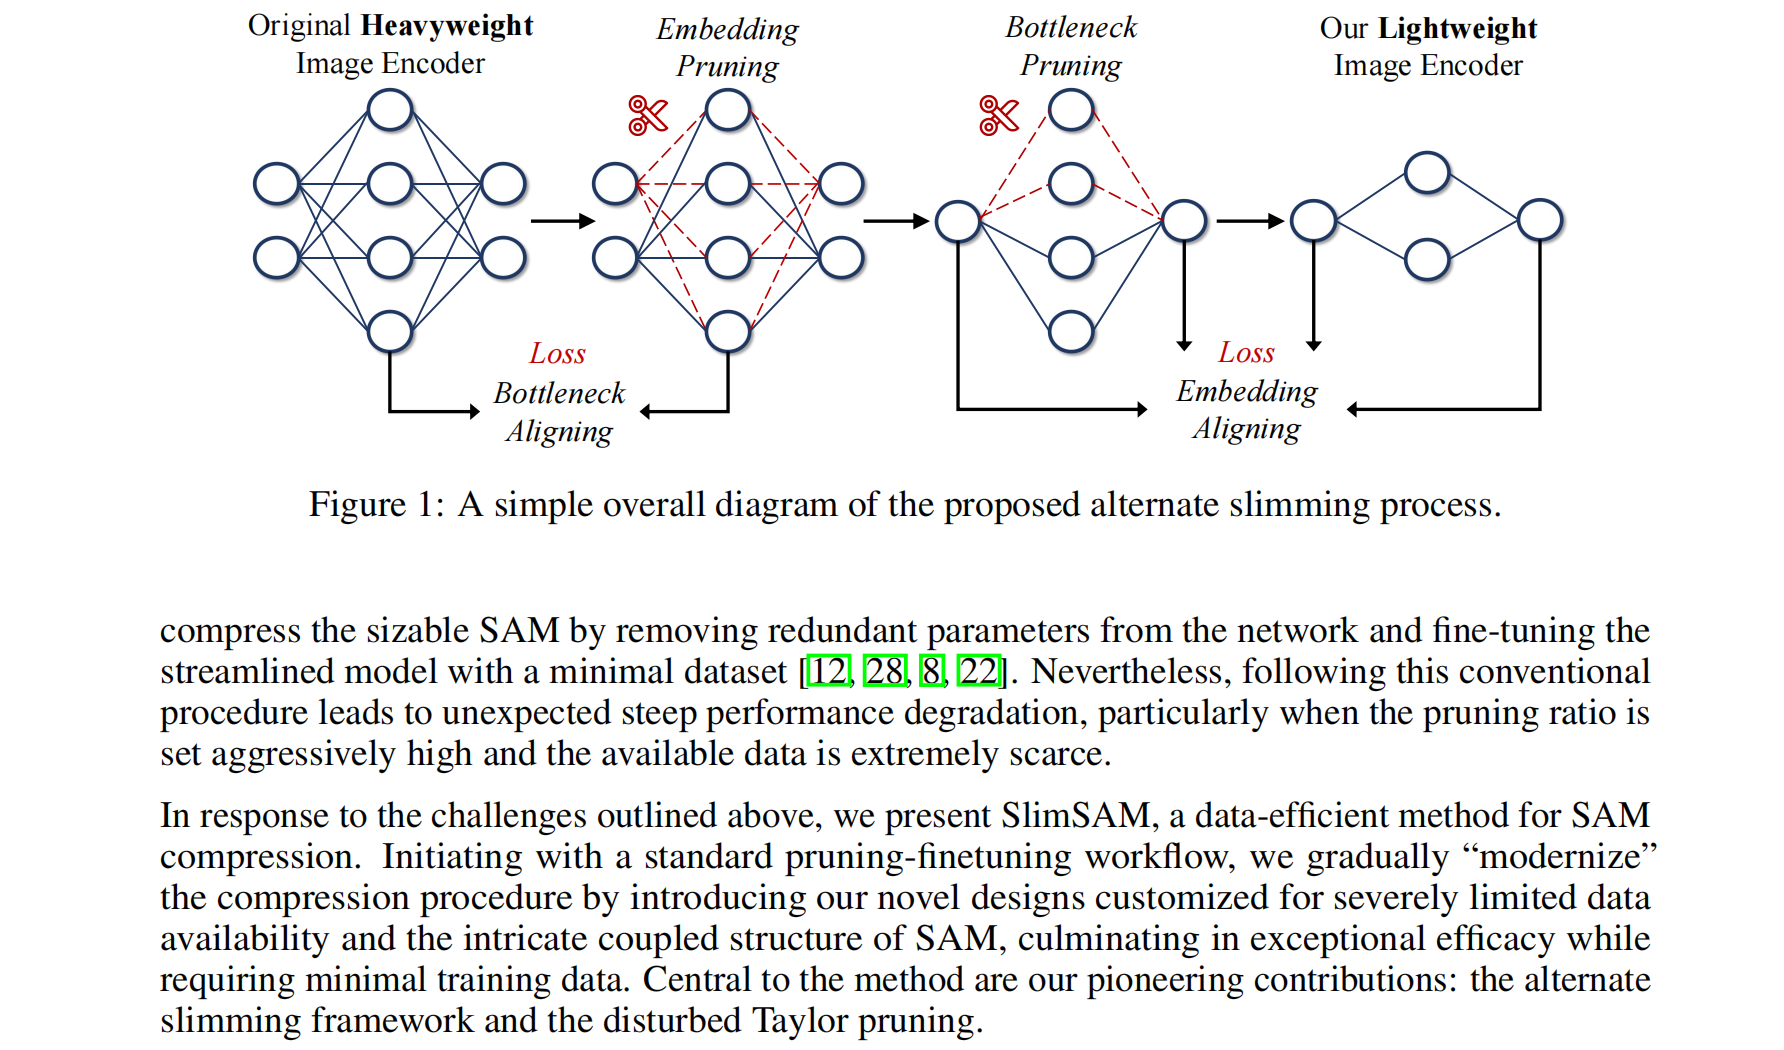 Original Heavyweight
Image Encoder
Embedding
Pruning
Bottleneck
Pruning
Our Lightweight
Image Encoder
Loss
Bottleneck
Aligning
Loss
Embedding
Aligning
Figure 1: A simple overall diagram of the proposed alternate slimming process.
compress the sizable SAM by removing redundant parameters from the network and fine-tuning the
streamlined model with a minimal dataset [12, 28, 8, 22]. Nevertheless, following this conventional
procedure leads to unexpected steep performance degradation, particularly when the pruning ratio is
set aggressively high and the available data is extremely scarce.
In response to the challenges outlined above, we present SlimSAM, a data-efficient method for SAM
compression. Initiating with a standard pruning-finetuning workflow, we gradually “modernize”
the compression procedure by introducing our novel designs customized for severely limited data
availability and the intricate coupled structure of SAM, culminating in exceptional efficacy while
requiring minimal training data. Central to the method are our pioneering contributions: the alternate
slimming framework and the disturbed Taylor pruning.